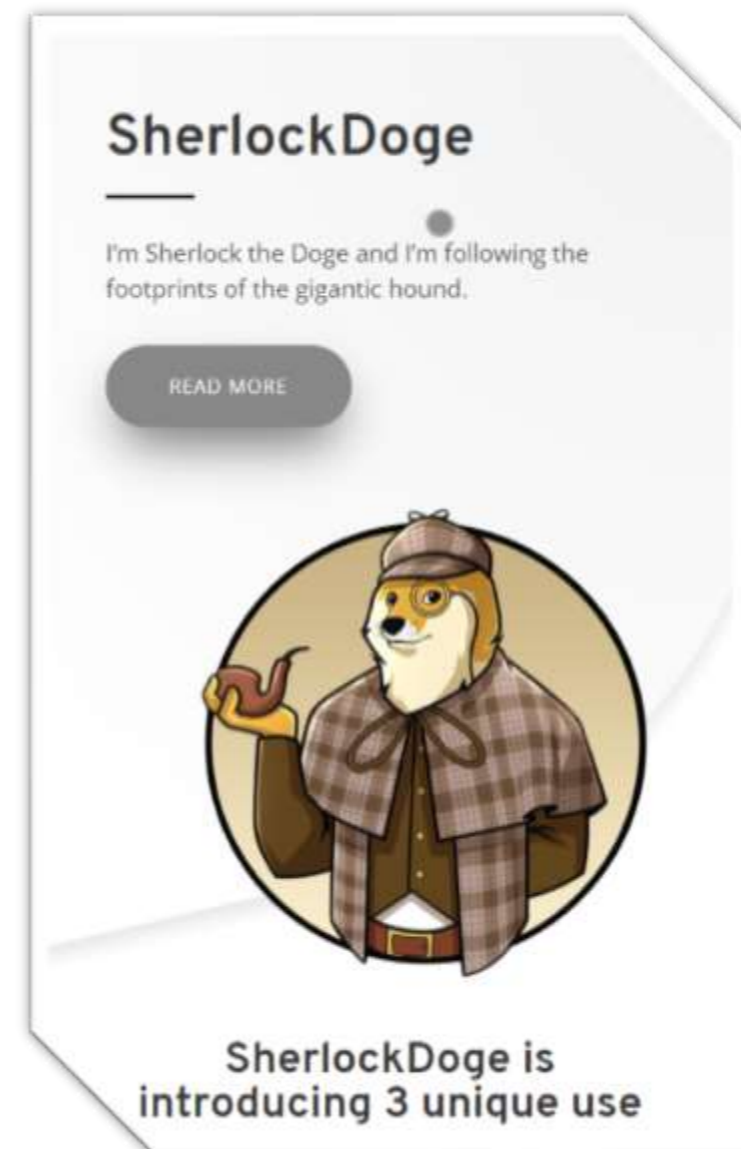 SherlockDoge
I'm Sherlock the Doge and I'm following the
footprints of the gigantic hound.
READ MORE
SherlockDoge is
introducing 3 unique use